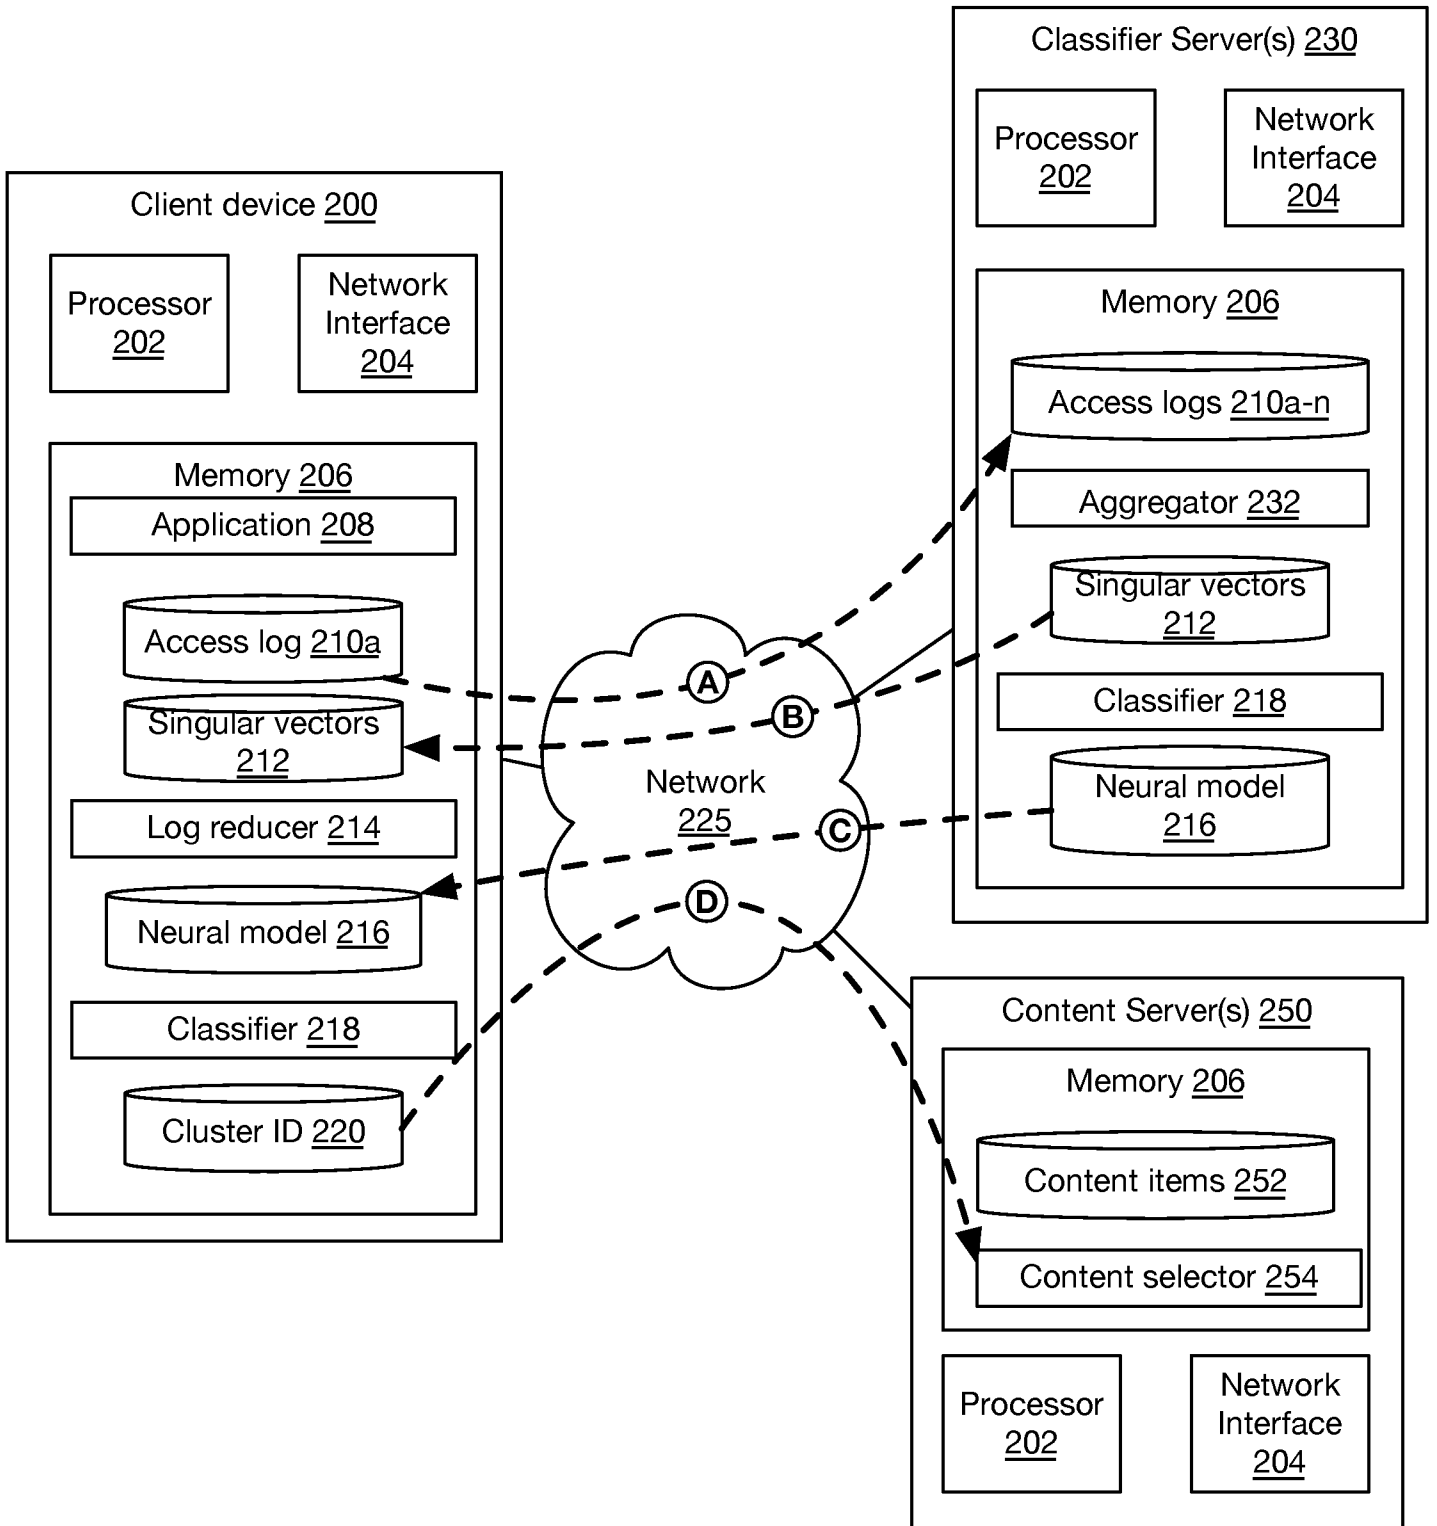 Client device 200
Processor
202
Network
Interface
204
Memory 206
Application 208
Access log 210a
Singular vectors
212
Log reducer 214
Neural model 216
Classifier 218
Cluster ID 220
A
B
Network
225
C
D
Classifier Server(s) 230
Processor
202
Network
Interface
204
Memory 206
Access logs 210a-n
Aggregator 232
Singular vectors
212
Classifier 218
Neural model
216
Content Server(s) 250
Memory 206
Content items 252
Content selector 254
Processor
202
Network
Interface
204